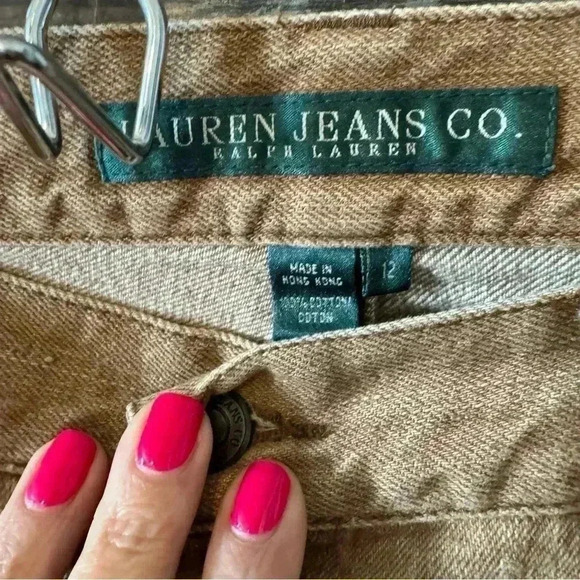 LAUREN JEANS CO.
RALPH LAUREN
MADE IN
HONG KONG
12
100% COTTON/
COTON